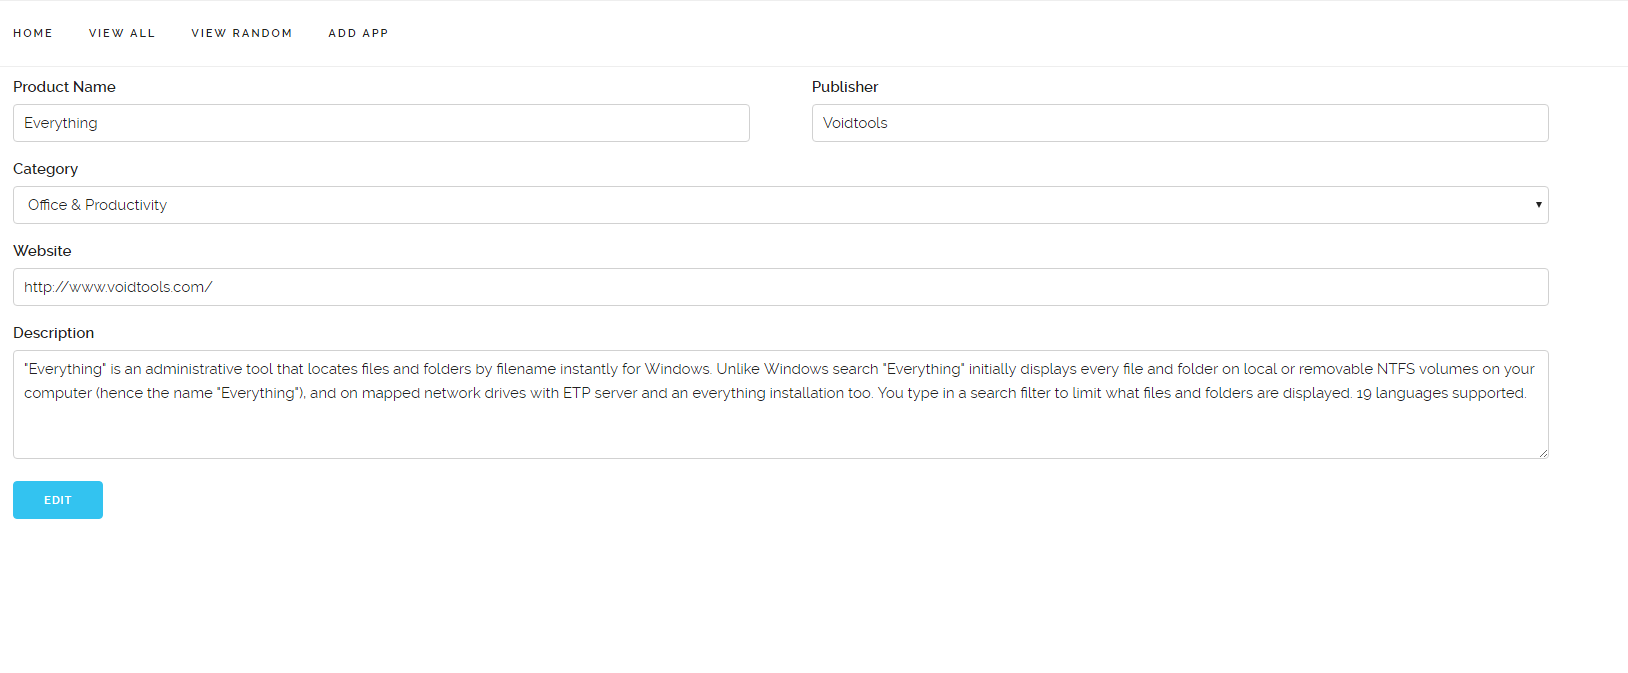 HOME VIEW ALL VIEW RANDOM ADD APP
Product Name Publisher
Everything Voidtools
Category
Office & Productivity
Website
http://www.voidtools.com/
Description
"Everything" is an administrative tool that locates files and folders by filename instantly for Windows. Unlike Windows search "Everything" initially displays every file and folder on local or removable NTFS volumes on your
computer (hence the name "Everything"), and on mapped network drives with ETP server and an everything installation too. You type in a search filter to limit what files and folders are displayed. 19 languages supported.
EDIT